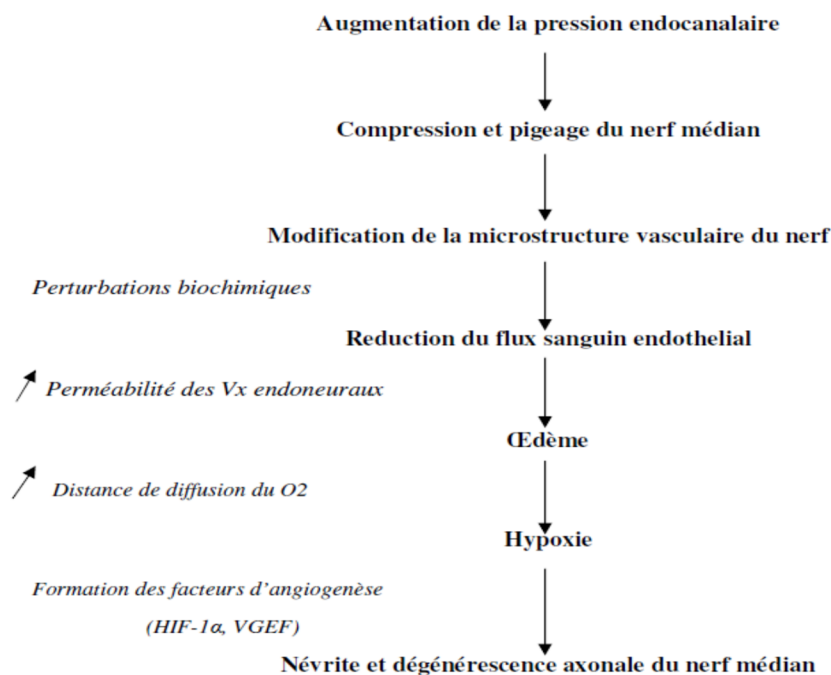 Augmentation de la pression endocanalaire
Compression et pigeage du nerf médian
Modification de la microstructure vasculaire du nerf
Perturbations biochimiques
Reduction du flux sanguin endothelial
Perméabilité des Vx endoneuraux
Œdème
Distance de diffusion du O2
Hypoxie
Formation des facteurs d'angiogenèse
(HIF-1α, VGEF)
Névrite et dégénérescence axonale du nerf médian